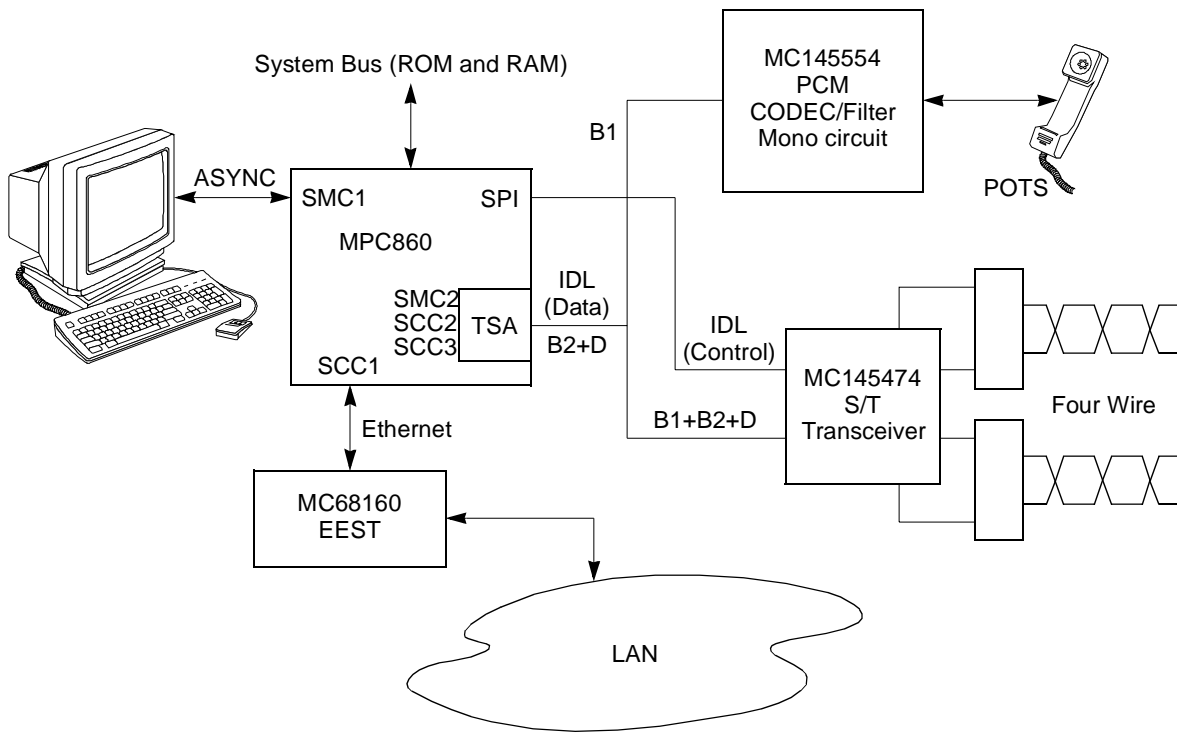 System Bus (ROM and RAM)
MC145554
PCM
CODEC/Filter
Mono circuit
B1
POTS
ASYNC
SMC1
SPI
MPC860
SMC2
SCC2
SCC3
TSA
SCC1
IDL
(Data)
B2+D
IDL
(Control)
B1+B2+D
MC145474
S/T
Transceiver
Four Wire
Ethernet
MC68160
EEST
LAN